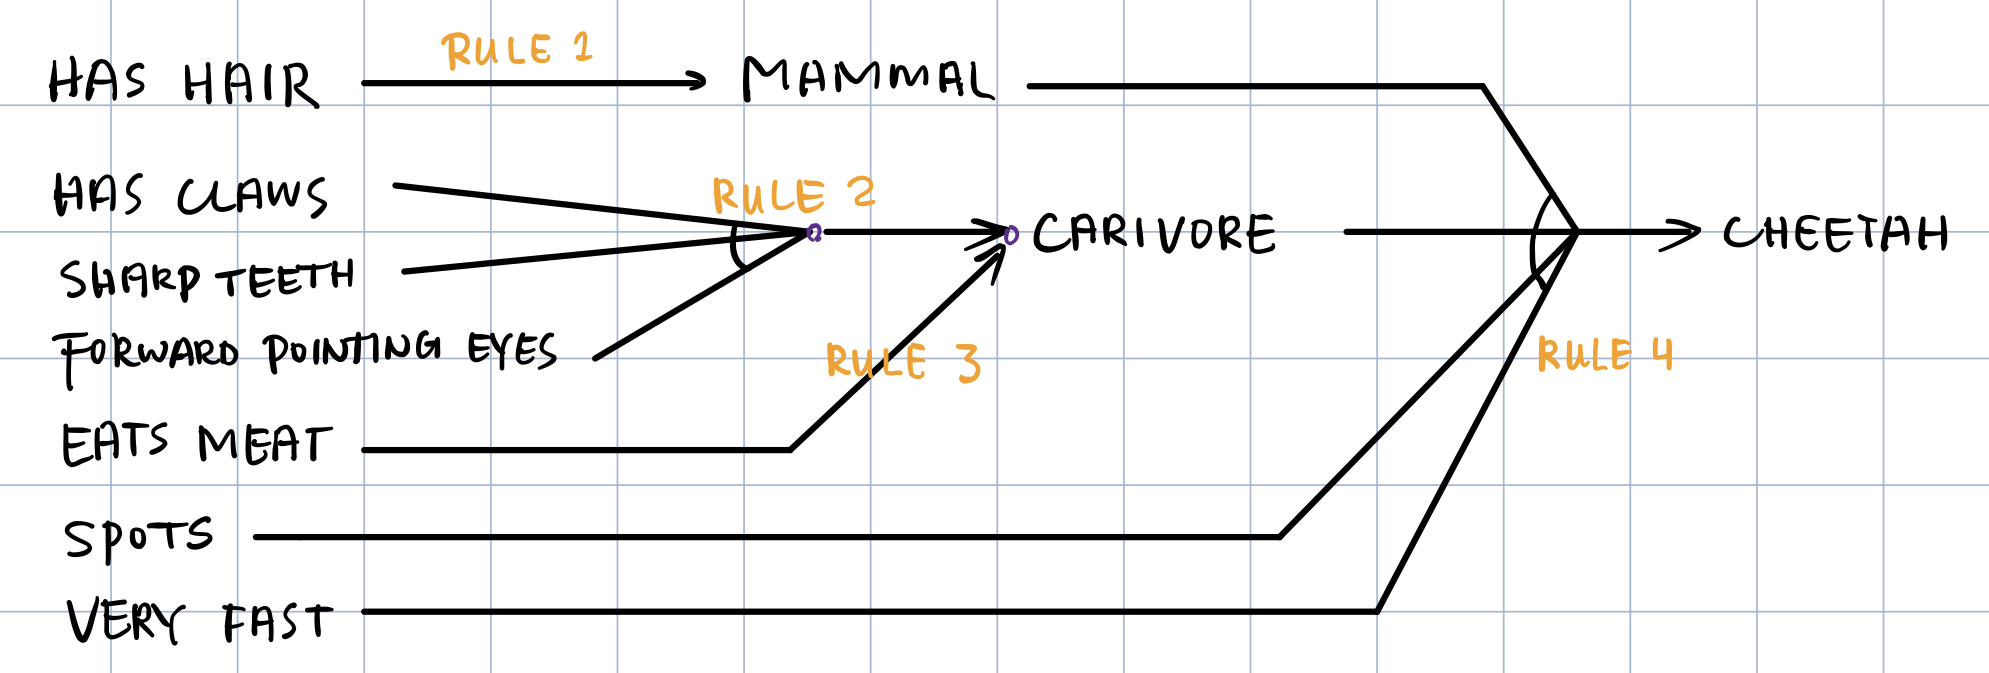 RULE 1
HAS HAIR MAMMAL
HAS CLAWS
RULE 2
CARIVORE CHEETAH
SHARP TEETH
FORWARD POINTING EYES
RULE 3
RULE 4
EATS MEAT
SPOTS
VERY FAST